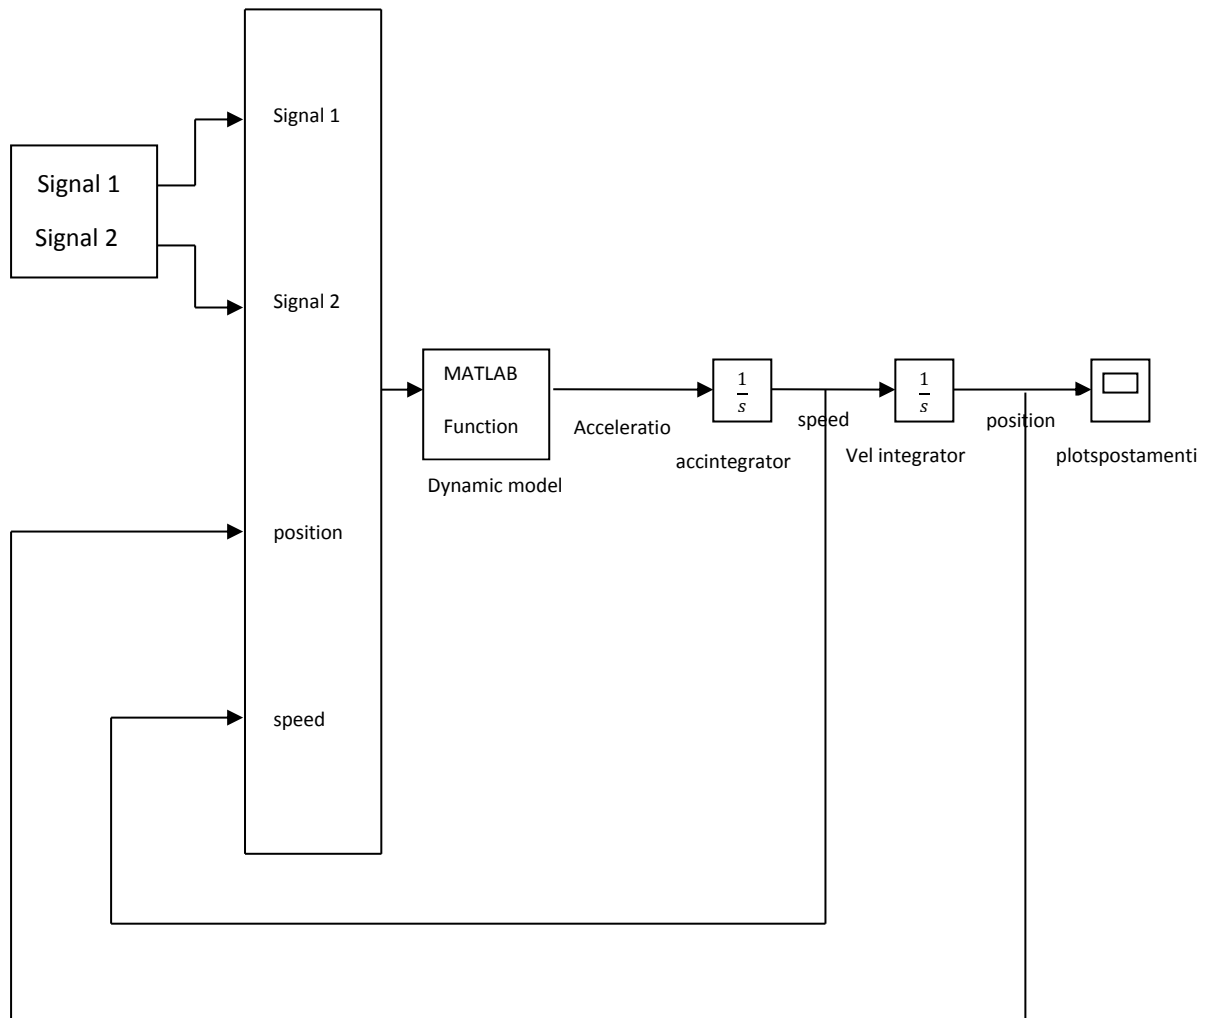 Signal 1
Signal 2
Signal 1
Signal 2
position
speed
MATLAB
Function
Dynamic model
Acceleratio
1
s
accintegrator
speed
1
s
Vel integrator
position
plotspostamenti